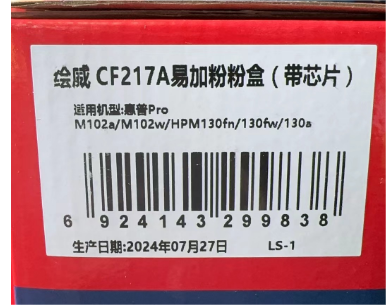 绘威 CF217A易加粉粉盒（带芯片）
适用机型:惠普Pro
M102a/M102w/HPM130fn/130fw/130a
6 924143 299838
生产日期:2024年07月27日 LS-1